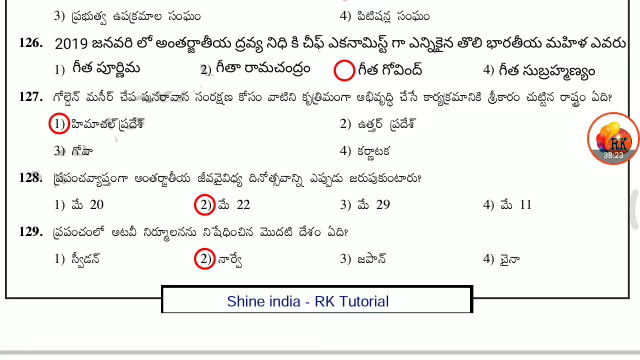 3) ప్రభుత్వ ఉపక్రమాల సంఘం 4) పిటిషన్ల సంఘం
126. 2019 జనవరి లో అంతర్జాతీయ ద్రవ్య నిధి కి చీఫ్ ఎకనామిస్ట్ గా ఎన్నికైన తొలి భారతీయ మహిళ ఎవరు
1) గీత పూర్ణిమ 2) గీతా రామచంద్రం గీత గోవింద్ 4) గీత సుబ్రహ్మణ్యం
127. గోల్డెన్ మసీర్ చేప పునరావాస సంరక్షణ కోసం వాటిని కృత్రిమంగా అభివృద్ధి చేసే కార్యక్రమానికి శ్రీకారం చుట్టిన రాష్ట్రం ఏది?
1) హిమాచల్ ప్రదేశ్ 2) ఉత్తర్ ప్రదేశ్
3) గోవా 4) కర్ణాటక
RK
38:23
128. ప్రపంచవ్యాప్తంగా అంతర్జాతీయ జీవవైవిధ్య దినోత్సవాన్ని ఎప్పుడు జరుపుకుంటారు?
1) మే 20 2) మే 22 3) మే 29 4) మే 11
129. ప్రపంచంలో అటవీ నిర్మూలనను నిషేధించిన మొదటి దేశం ఏది?
1) స్వీడన్ 2) నార్వే 3) జపాన్ 4) చైనా
Shine india - RK Tutorial